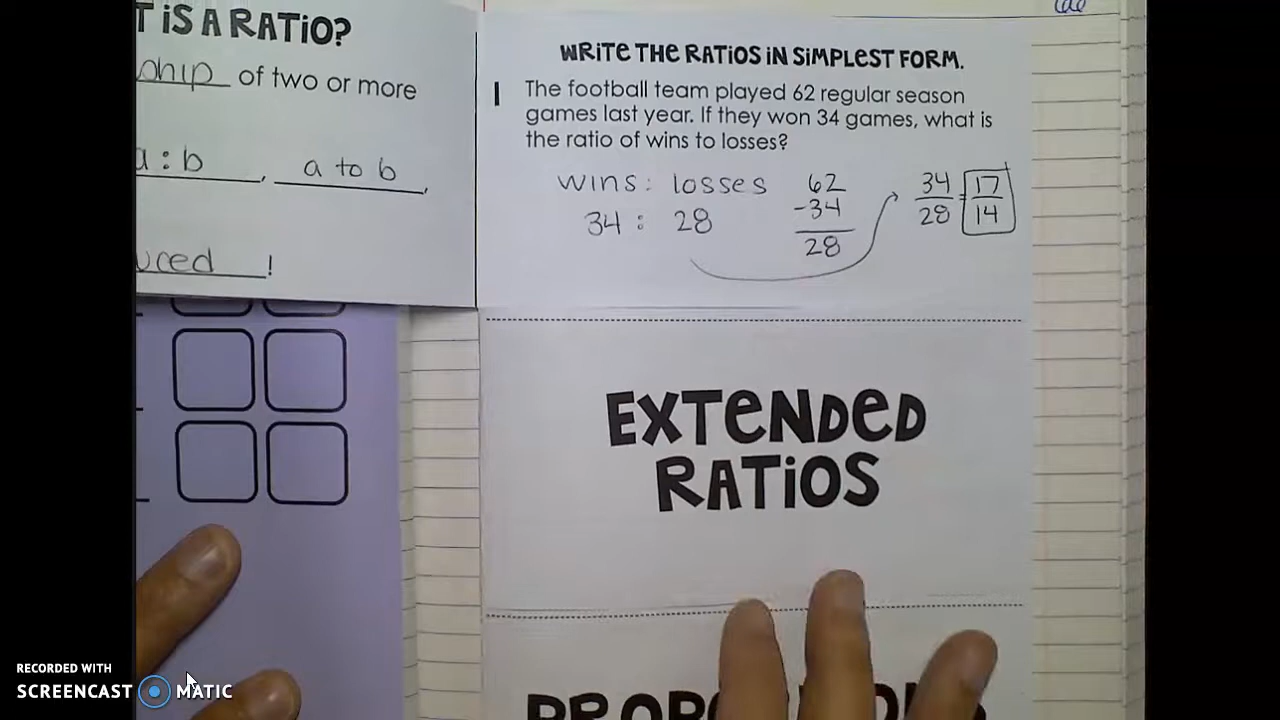 T iS A RATiO?
of two or more
a : b , a to b ,
uced !
WRITE THE RATIOS IN SIMPLEST FORM.
1 The football team played 62 regular season
games last year. If they won 34 games, what is
the ratio of wins to losses?
wins : losses
34 : 28
62
-34
28
34/28 = 17/14
EXTENDED
RATiOS
RECORDED WITH
SCREENCAST MATIC